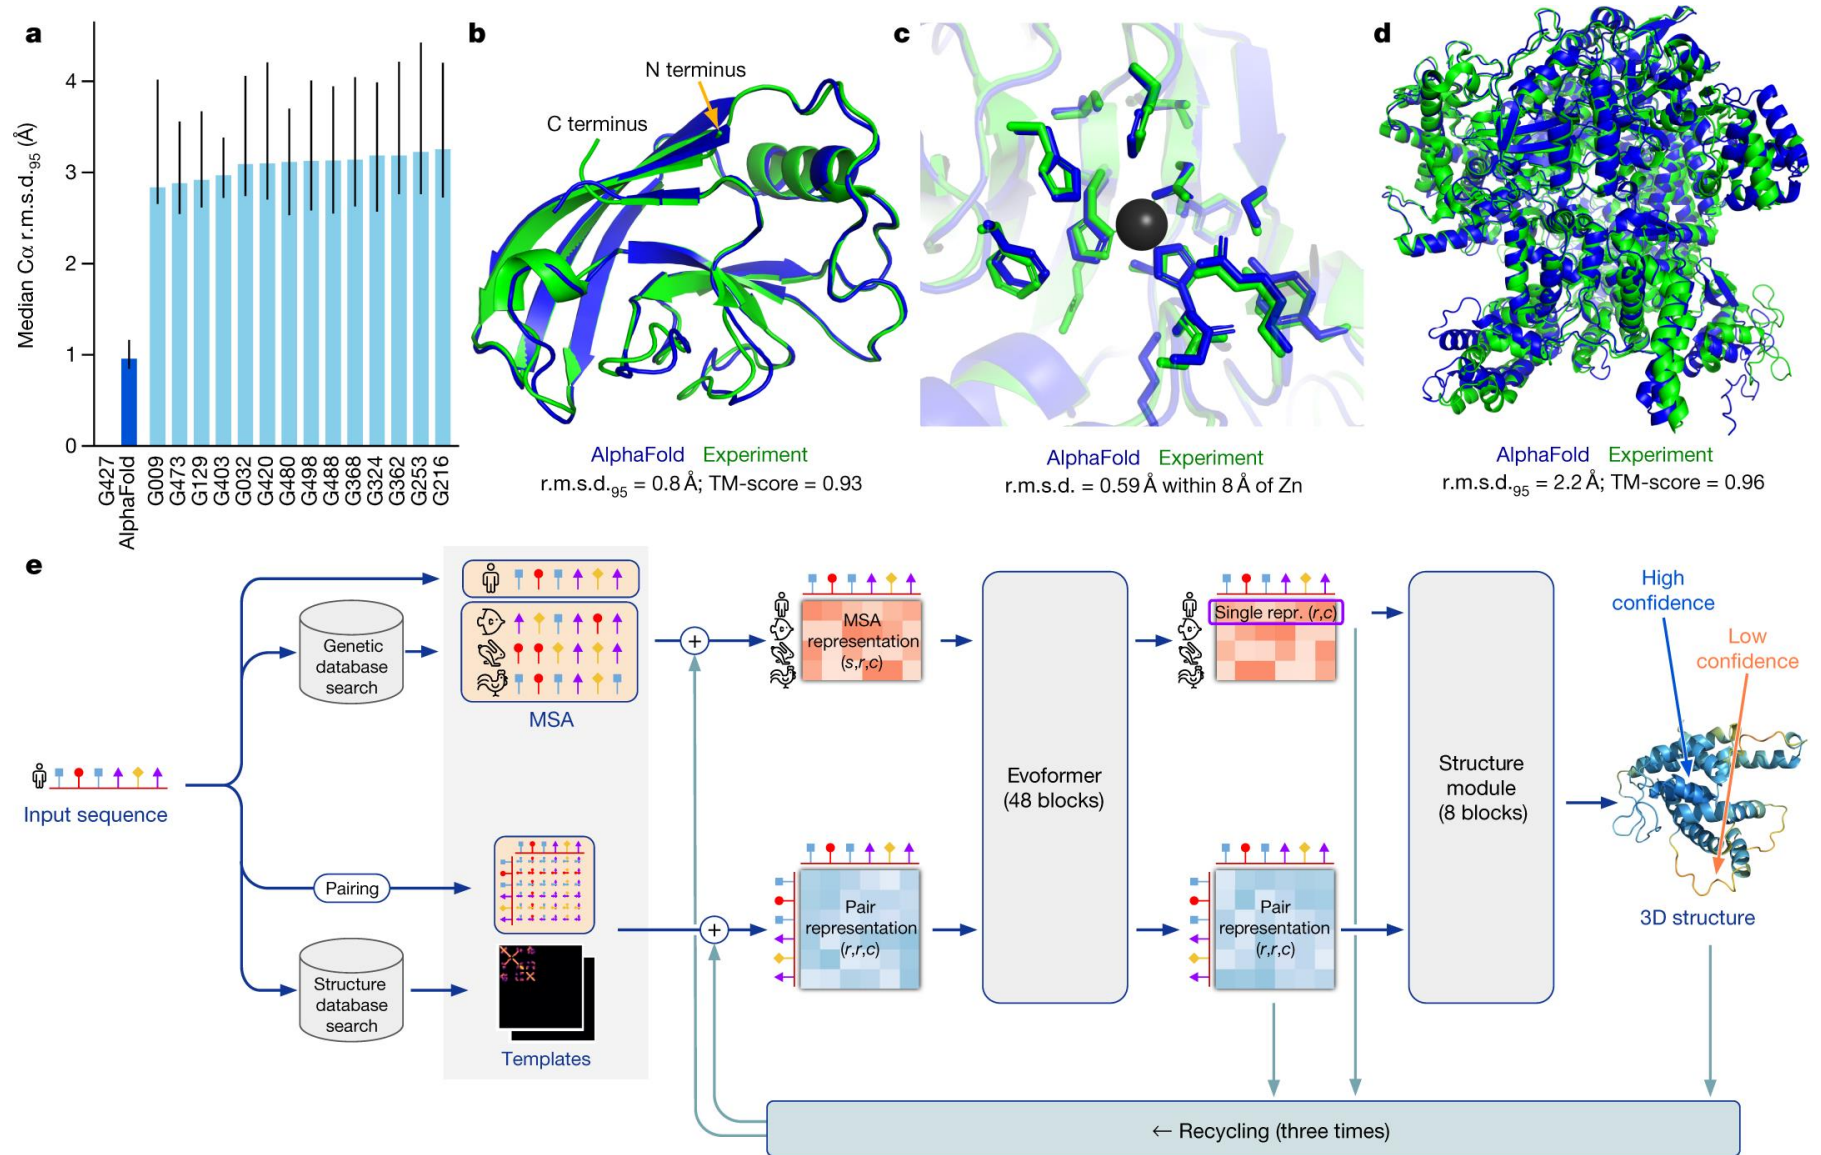 a
Median Cα r.m.s.d.95 (Å)
4
3
2
1
0
G427
AlphaFold
G009
G473
G129
G403
G032
G420
G480
G498
G488
G368
G324
G362
G253
G216
b
N terminus
C terminus
AlphaFold Experiment
r.m.s.d.95 = 0.8 Å; TM-score = 0.93
c
AlphaFold Experiment
r.m.s.d. = 0.59 Å within 8 Å of Zn
d
AlphaFold Experiment
r.m.s.d.95 = 2.2 Å; TM-score = 0.96
e
Input sequence
Genetic
database
search
MSA
Pairing
Structure
database
search
Templates
+
+
MSA
representation
(s,r,c)
Pair
representation
(r,r,c)
Evoformer
(48 blocks)
Single repr. (r,c)
Pair
representation
(r,r,c)
Structure
module
(8 blocks)
High
confidence
Low
confidence
3D structure
← Recycling (three times)